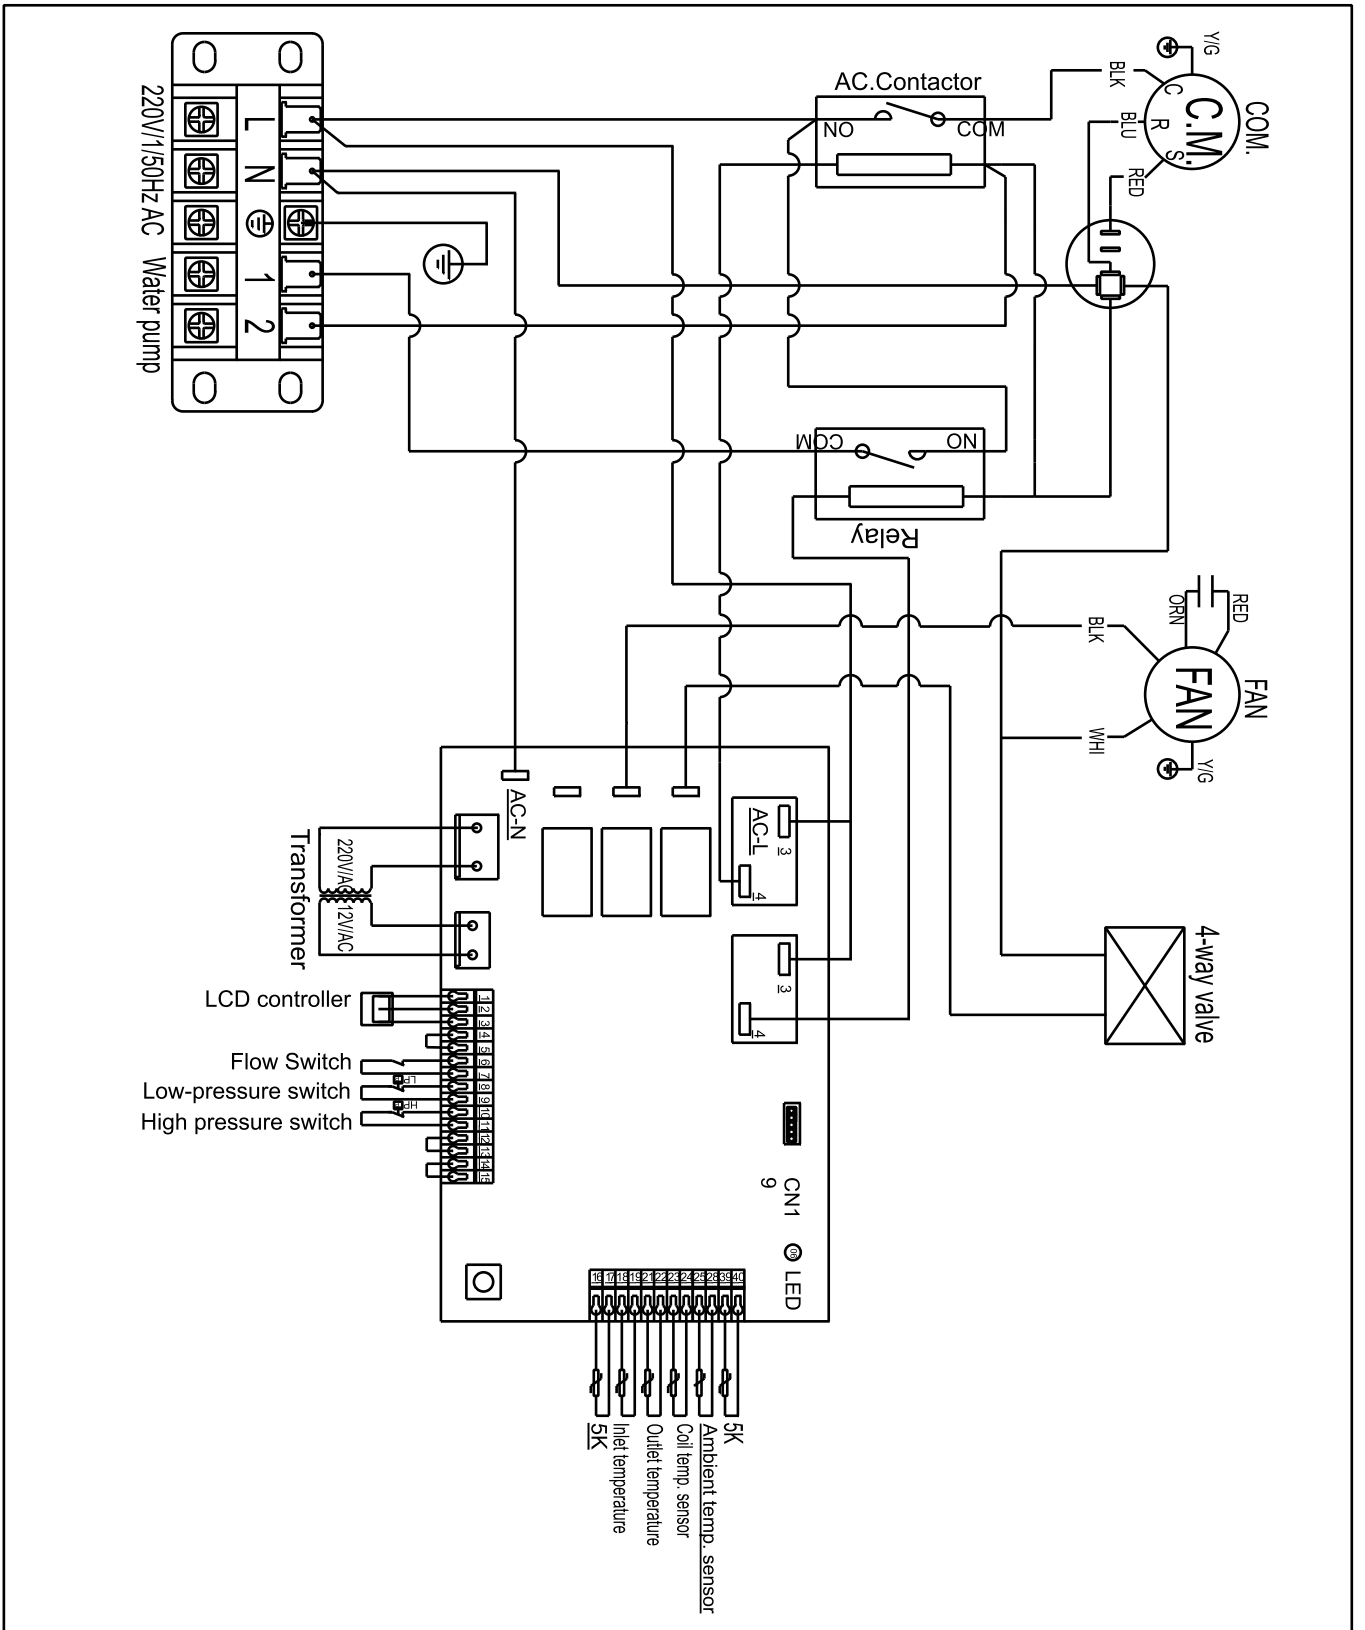 220V/1/50Hz AC Water pump
L
N
1
2
AC.Contactor
NO
COM
BLK
BLU
RED
Y/G
C
R
S
C.M.
COM.
COM
NO
Relay
BLK
WHI
ORN
RED
FAN
FAN
Y/G
4-way valve
AC-N
AC-L
3
4
3
4
Transformer
220V/AC
12V/AC
LCD controller
Flow Switch
Low-pressure switch
High pressure switch
LP
HP
1
2
3
4
5
6
7
8
9
10
11
12
13
14
15
CN1
9
06
LED
16 17 18 19 21 22 23 24 25 28 39 40
5K
Inlet temperature
Outlet temperature
Coil temp. sensor
Ambient temp. sensor
5K